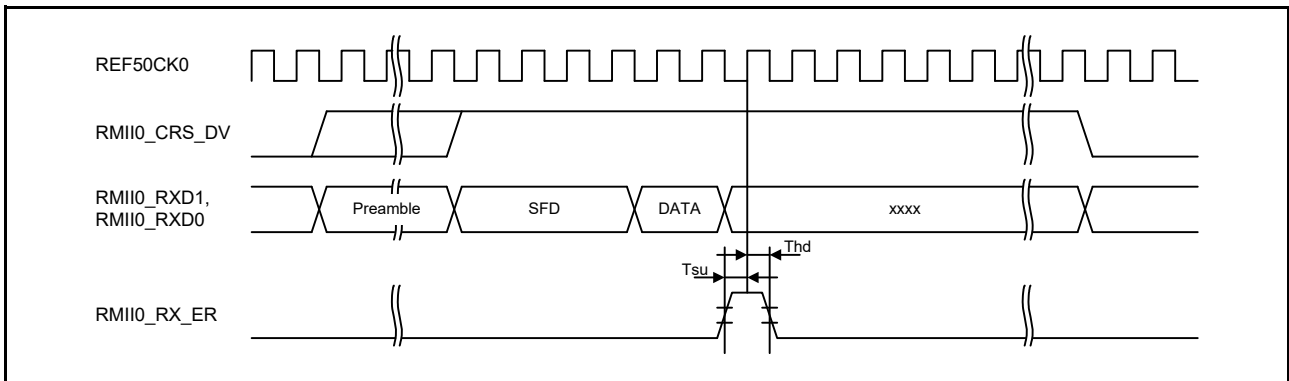 REF50CK0
RMII0_CRS_DV
RMII0_RXD1,
RMII0_RXD0
Preamble
SFD
DATA
xxxx
Thd
Tsu
RMII0_RX_ER